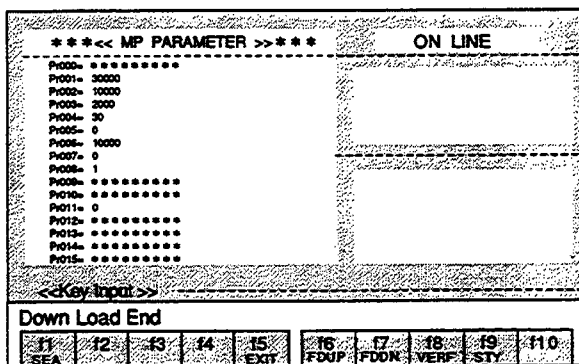 * * *<< MP PARAMETER >>* * *
ON LINE
Pr000= * * * * * * * * *
Pr001= 30000
Pr002= 10000
Pr003= 2000
Pr004= 30
Pr005= 0
Pr006= 10000
Pr007= 0
Pr008= 1
Pr009= * * * * * * * * *
Pr010= * * * * * * * * *
Pr011= 0
Pr012= * * * * * * * * *
Pr013= * * * * * * * * *
Pr014= * * * * * * * * *
Pr015= * * * * * * * * *
<<Key Input >>
Down Load End
f1 f2 f3 f4 f5 f6 f7 f8 f9 f10
SEA EXIT FDUP FDDN VERF STY